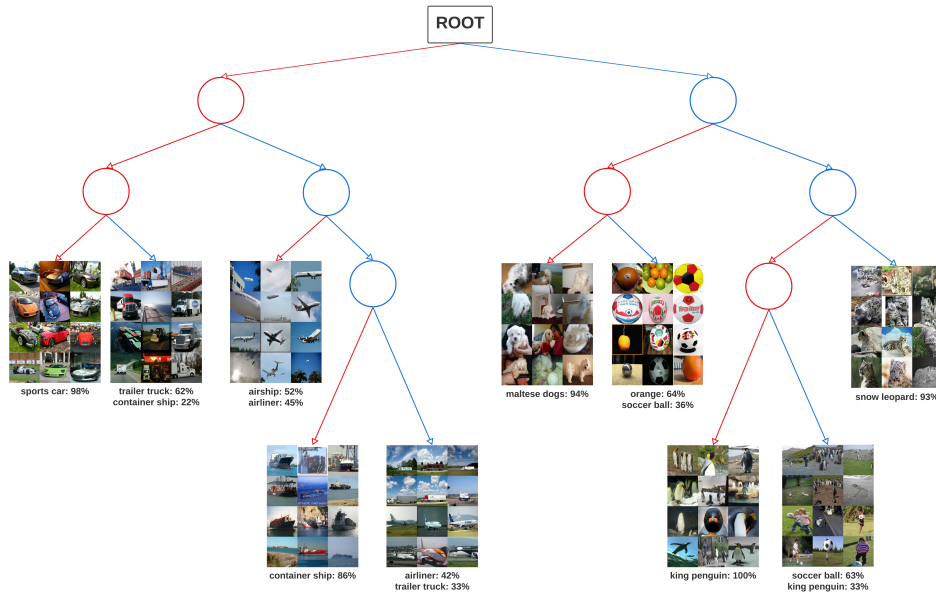 ROOT
sports car: 98%
trailer truck: 62%
container ship: 22%
airship: 52%
airliner: 45%
maltese dogs: 94%
orange: 64%
soccer ball: 36%
snow leopard: 93%
container ship: 86%
airliner: 42%
trailer truck: 33%
king penguin: 100%
soccer ball: 63%
king penguin: 33%